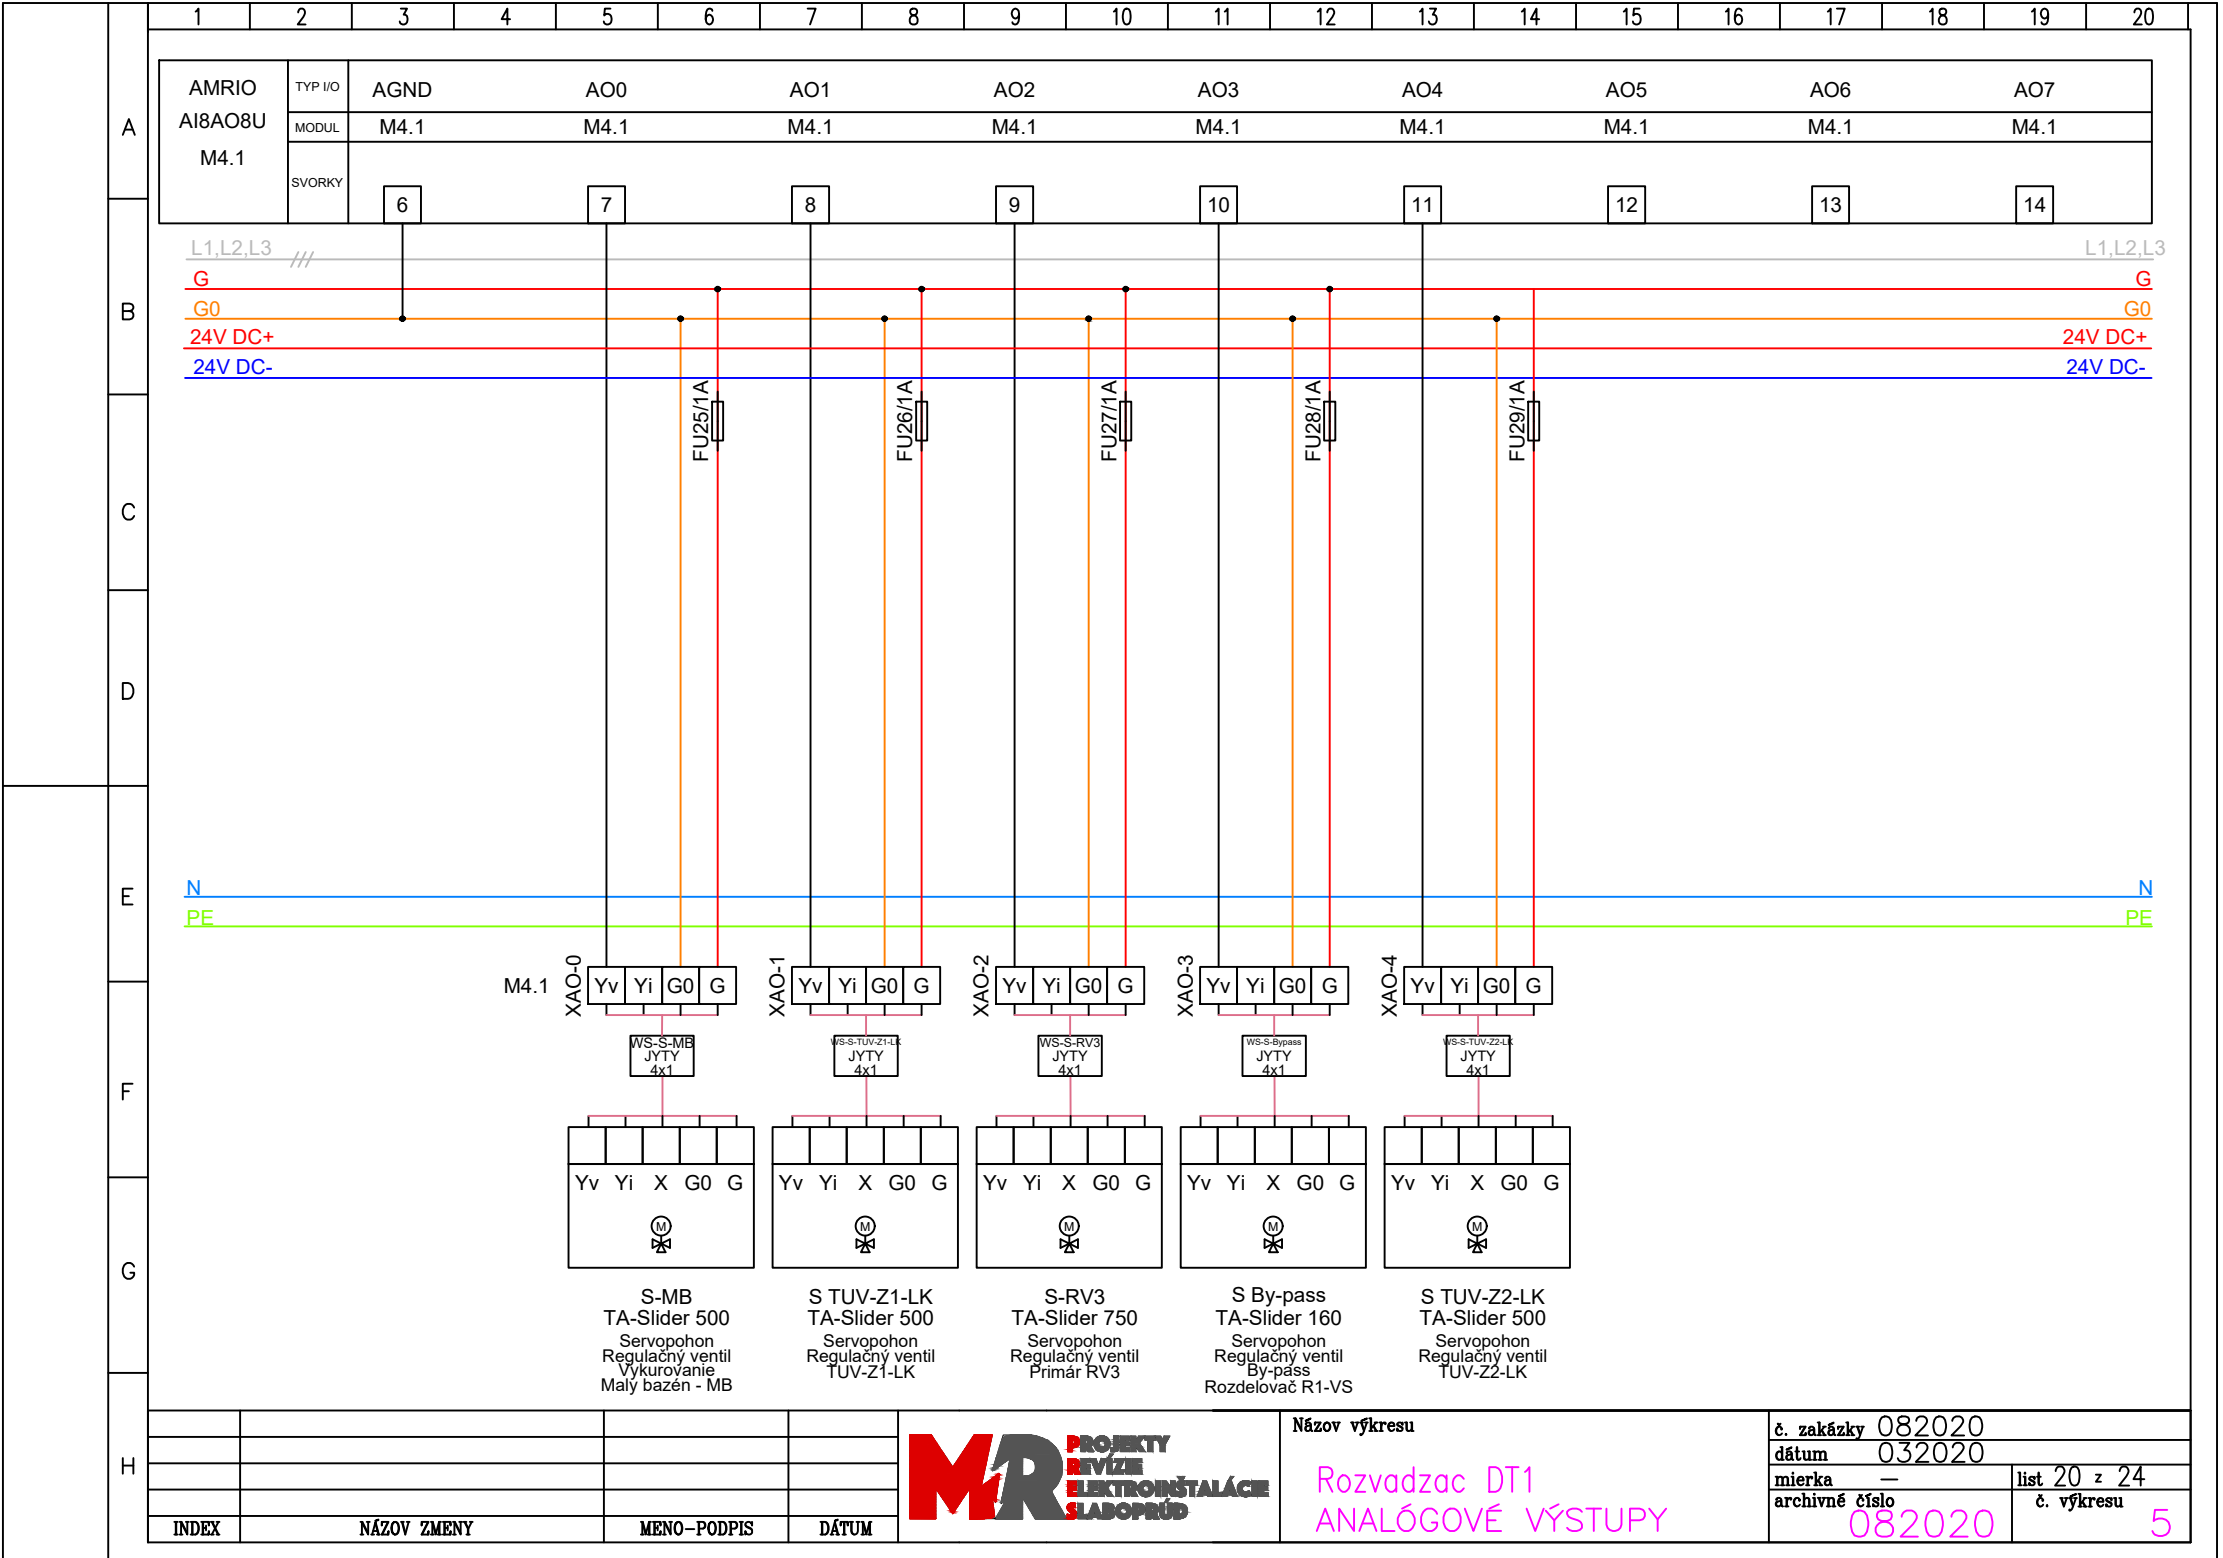 1 2 3 4 5 6 7 8 9 10 11 12 13 14 15 16 17 18 19 20
A
B
C
D
E
F
G
H
AMRIO
AI8AO8U
M4.1
TYP I/O AGND AO0 AO1 AO2 AO3 AO4 AO5 AO6 AO7
MODUL M4.1 M4.1 M4.1 M4.1 M4.1 M4.1 M4.1 M4.1 M4.1
SVORKY 6 7 8 9 10 11 12 13 14
L1,L2,L3 L1,L2,L3
G G
G0 G0
24V DC+ 24V DC+
24V DC- 24V DC-
FU25/1A FU26/1A FU27/1A FU28/1A FU29/1A
N N
PE PE
M4.1
XAO-0 Yv Yi G0 G
XAO-1 Yv Yi G0 G
XAO-2 Yv Yi G0 G
XAO-3 Yv Yi G0 G
XAO-4 Yv Yi G0 G
WS-S-MB
JYTY
4x1
WS-S-TUV-Z1-LK
JYTY
4x1
WS-S-RV3
JYTY
4x1
WS-S-Bypass
JYTY
4x1
WS-S-TUV-Z2-LK
JYTY
4x1
Yv Yi X G0 G
M
Yv Yi X G0 G
M
Yv Yi X G0 G
M
Yv Yi X G0 G
M
Yv Yi X G0 G
M
S-MB
TA-Slider 500
Servopohon
Regulačný ventil
Vykurovanie
Malý bazén - MB
S TUV-Z1-LK
TA-Slider 500
Servopohon
Regulačný ventil
TUV-Z1-LK
S-RV3
TA-Slider 750
Servopohon
Regulačný ventil
Primár RV3
S By-pass
TA-Slider 160
Servopohon
Regulačný ventil
By-pass
Rozdelovač R1-VS
S TUV-Z2-LK
TA-Slider 500
Servopohon
Regulačný ventil
TUV-Z2-LK
INDEX NÁZOV ZMENY MENO-PODPIS DÁTUM
MR
PROJEKTY
REVÍZIE
ELEKTROINŠTALÁCIE
SLABOPRÚD
Názov výkresu
Rozvadzac DT1
ANALÓGOVÉ VÝSTUPY
č. zakázky 082020
dátum 032020
mierka –
list 20 z 24
archivné číslo
082020
č. výkresu
5